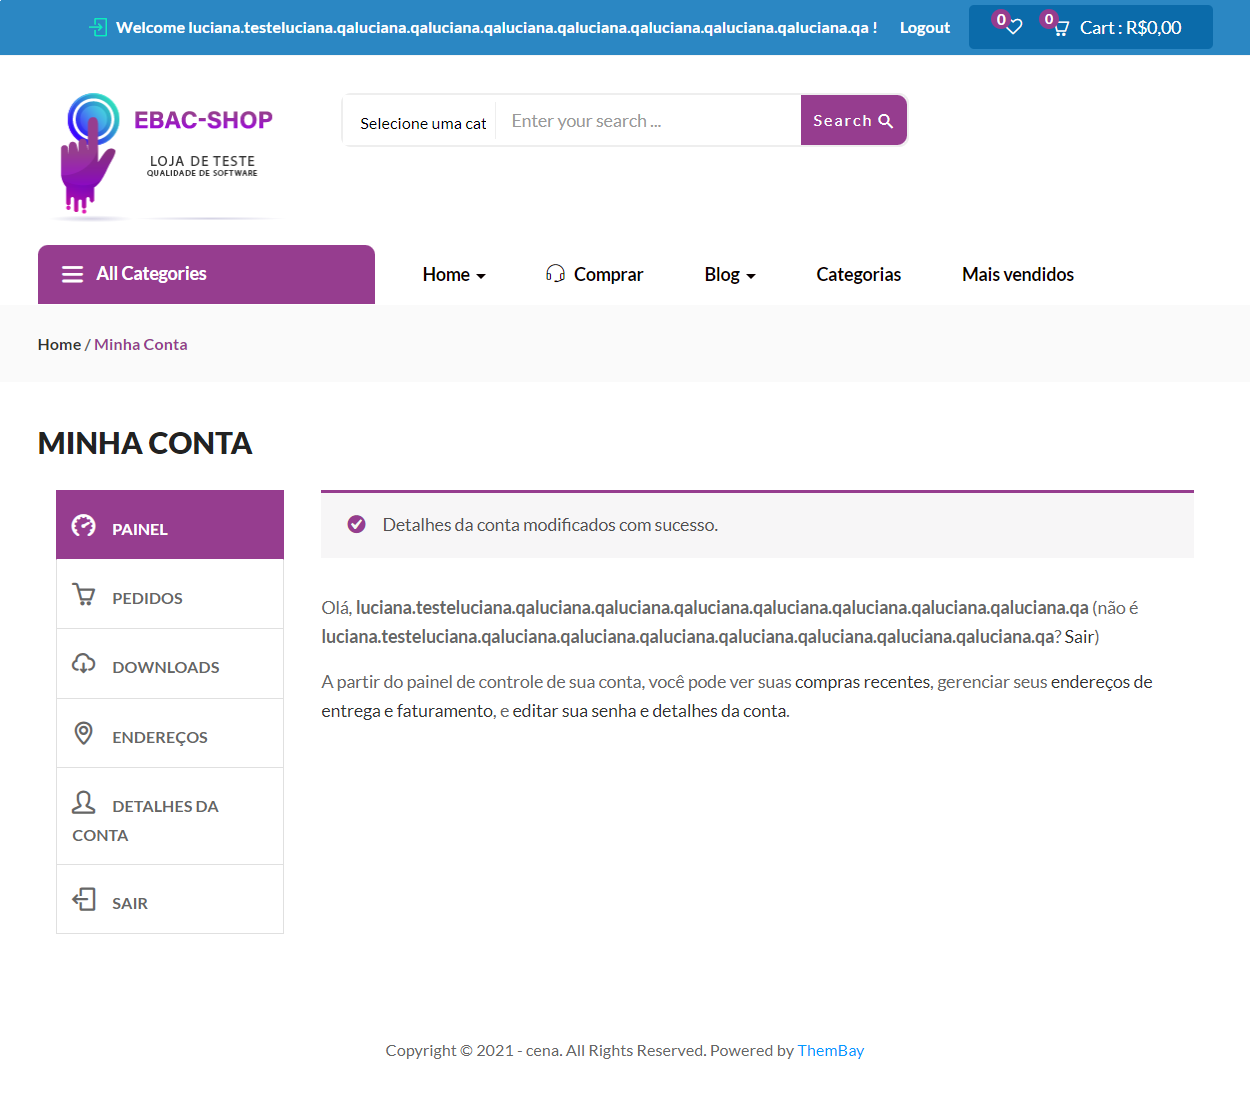 Welcome luciana.testeluciana.qaluciana.qaluciana.qaluciana.qaluciana.qaluciana.qaluciana.qaluciana.qa !
Logout
0
0
Cart : R$0,00
EBAC-SHOP
LOJA DE TESTE
QUALIDADE DE SOFTWARE
Selecione uma cat
Enter your search ...
Search
All Categories
Home
Comprar
Blog
Categorias
Mais vendidos
Home / Minha Conta
MINHA CONTA
PAINEL
PEDIDOS
DOWNLOADS
ENDEREÇOS
DETALHES DA
CONTA
SAIR
Detalhes da conta modificados com sucesso.
Olá, luciana.testeluciana.qaluciana.qaluciana.qaluciana.qaluciana.qaluciana.qaluciana.qaluciana.qa (não é
luciana.testeluciana.qaluciana.qaluciana.qaluciana.qaluciana.qaluciana.qaluciana.qaluciana.qa? Sair)
A partir do painel de controle de sua conta, você pode ver suas compras recentes, gerenciar seus endereços de
entrega e faturamento, e editar sua senha e detalhes da conta.
Copyright © 2021 - cena. All Rights Reserved. Powered by ThemBay